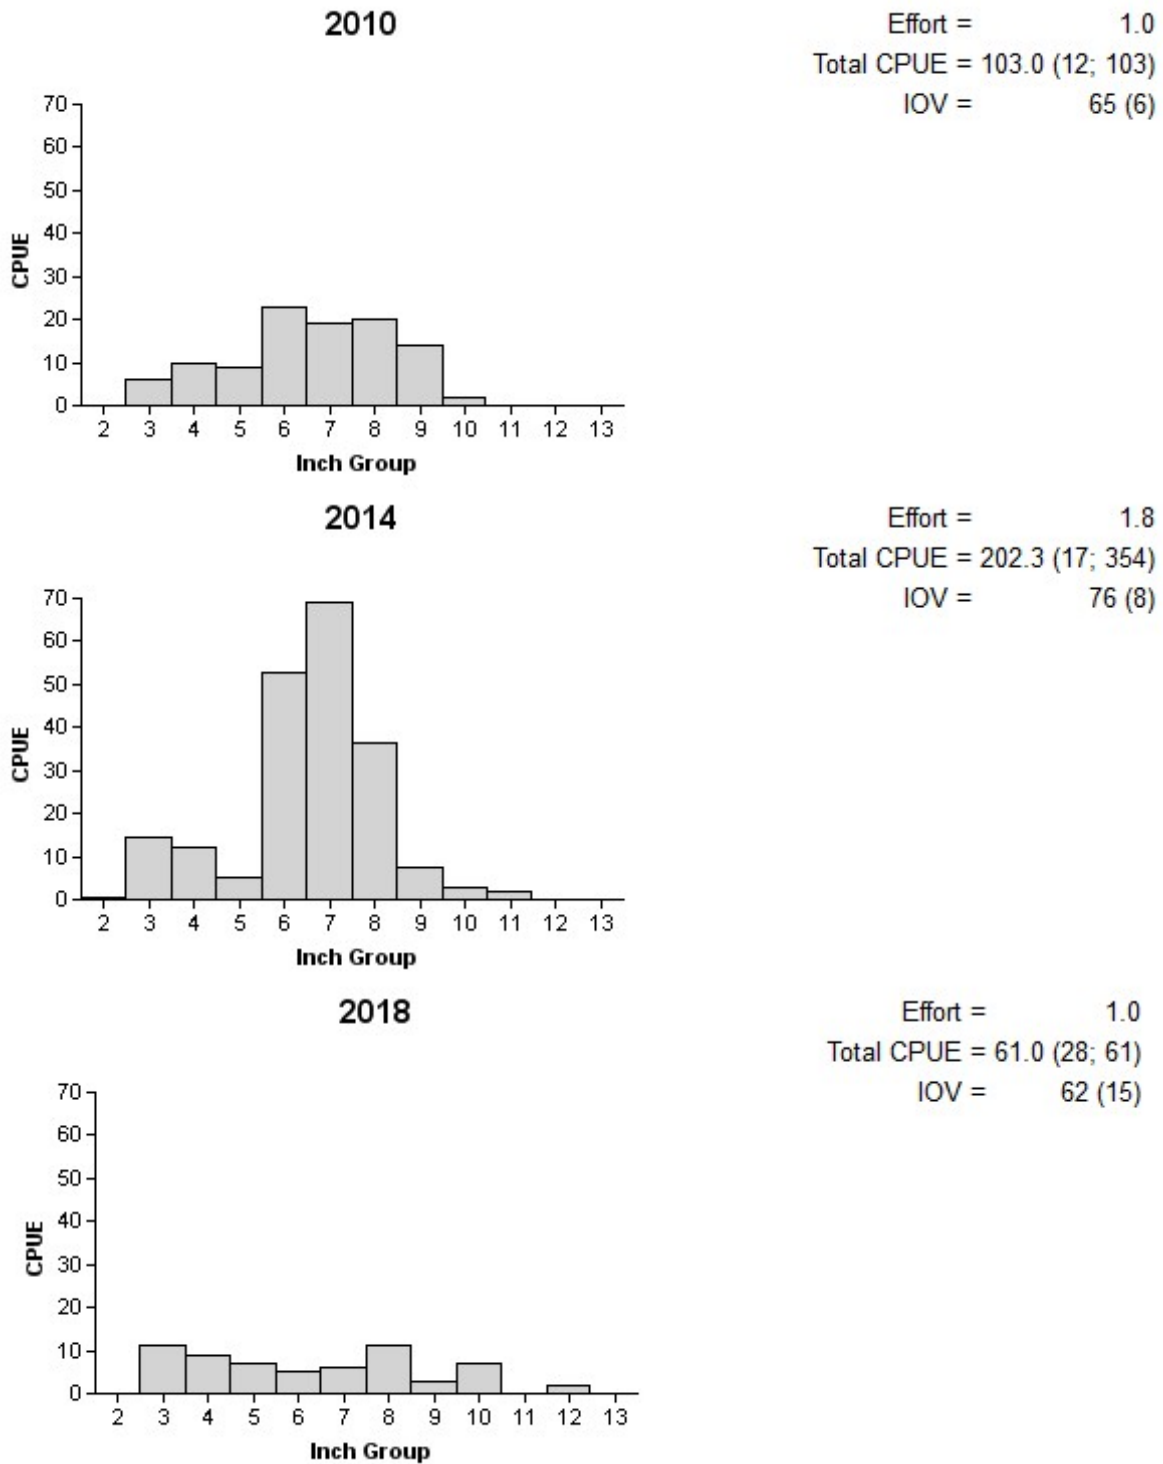 2010
Effort = 1.0
Total CPUE = 103.0 (12; 103)
IOV = 65 (6)
70
60
50
40
30
20
10
0
CPUE
2 3 4 5 6 7 8 9 10 11 12 13
Inch Group
2014
Effort = 1.8
Total CPUE = 202.3 (17; 354)
IOV = 76 (8)
70
60
50
40
30
20
10
0
CPUE
2 3 4 5 6 7 8 9 10 11 12 13
Inch Group
2018
Effort = 1.0
Total CPUE = 61.0 (28; 61)
IOV = 62 (15)
70
60
50
40
30
20
10
0
CPUE
2 3 4 5 6 7 8 9 10 11 12 13
Inch Group